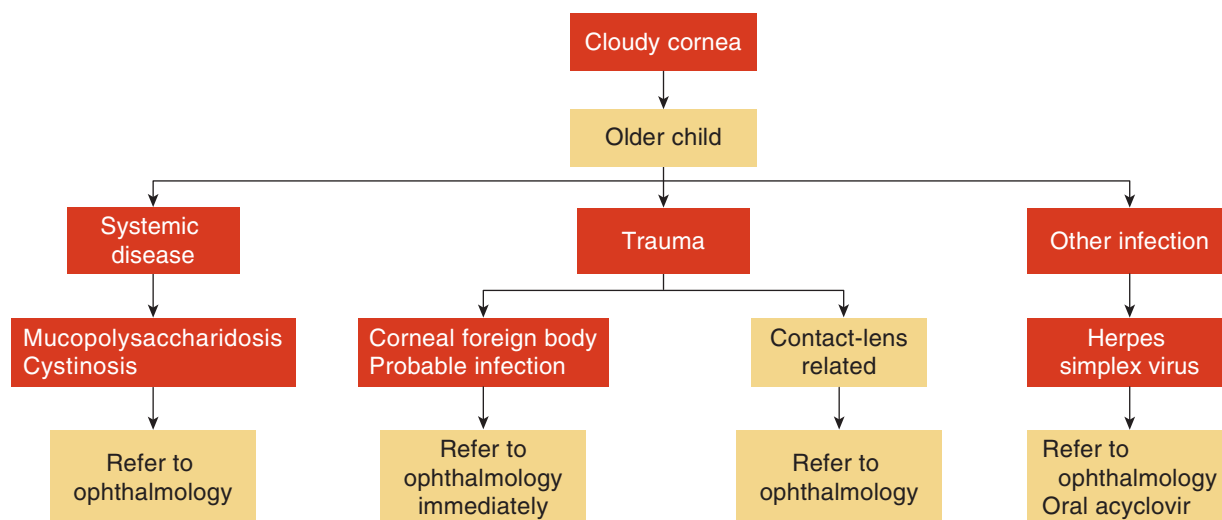 Cloudy cornea
Older child
Systemic
disease
Trauma
Other infection
Mucopolysaccharidosis
Cystinosis
Corneal foreign body
Probable infection
Contact-lens
related
Herpes
simplex virus
Refer to
ophthalmology
Refer to
ophthalmology
immediately
Refer to
ophthalmology
Refer to
ophthalmology
Oral acyclovir